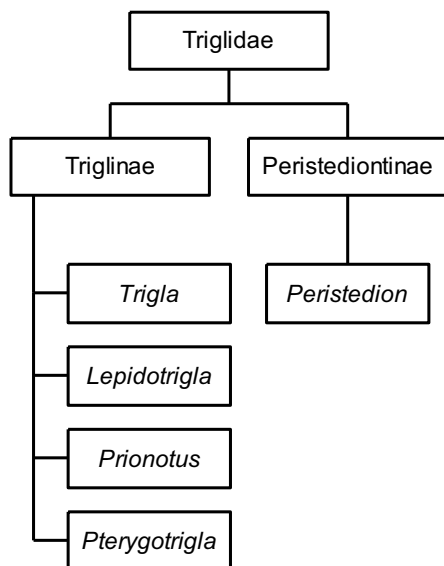 Triglidae
Triglinae
Peristediontinae
Trigla
Peristedion
Lepidotrigla
Prionotus
Pterygotrigla